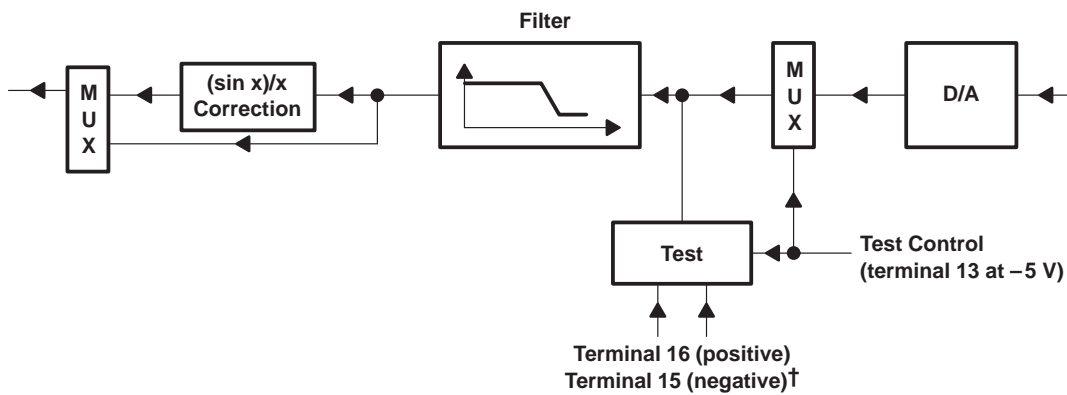 Filter
M
U
X
(sin x)/x
Correction
M
U
X
D/A
Test
Test Control
(terminal 13 at –5 V)
Terminal 16 (positive)
Terminal 15 (negative)†